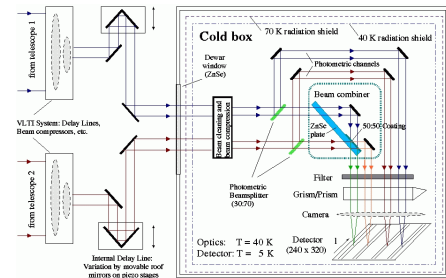 70 K radiation shield
40 K radiation shield
Cold box
from telescope 1
Dewar
window
(ZnSe)
Photometric channels
Beam combiner
VLTI System: Delay Lines,
Beam compressors, etc.
Beam cleaning and
beam compression
ZnSe
plate
50:50 Coating
Photometric
Beamsplitter
(30:70)
Filter
Grism/Prism
Camera
from telescope 2
Internal Delay Line:
Variation by movable roof
mirrors on piezo stages
Optics: T = 40 K
Detector: T = 5 K
Detector
(240 x 320)